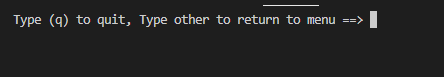 Type (q) to quit, Type other to return to menu ==>